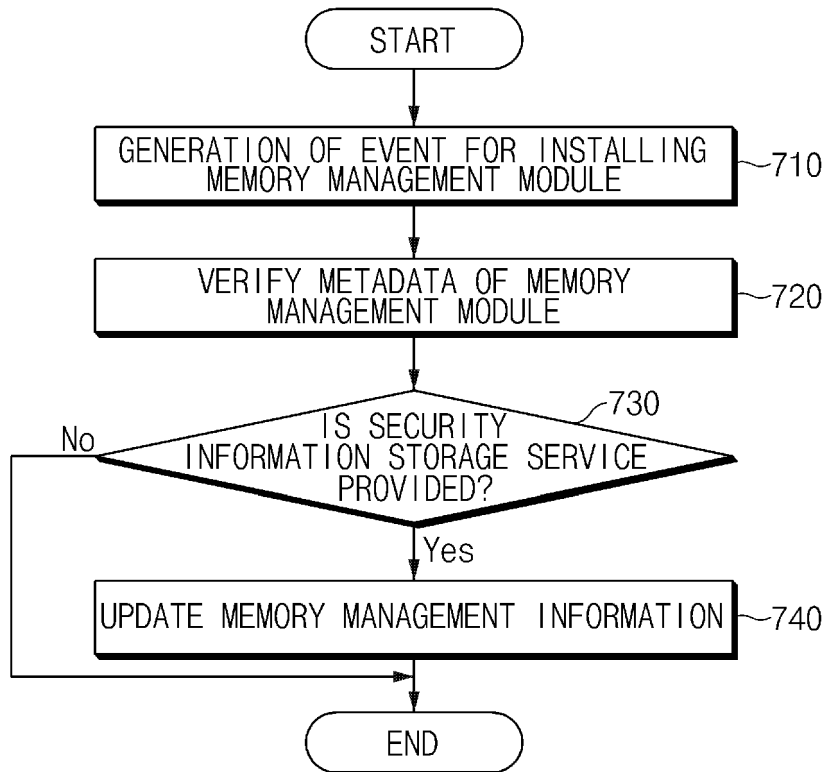 START
GENERATION OF EVENT FOR INSTALLING
MEMORY MANAGEMENT MODULE
710
VERIFY METADATA OF MEMORY
MANAGEMENT MODULE
720
730
IS SECURITY
INFORMATION STORAGE SERVICE
PROVIDED?
No
Yes
UPDATE MEMORY MANAGEMENT INFORMATION
740
END